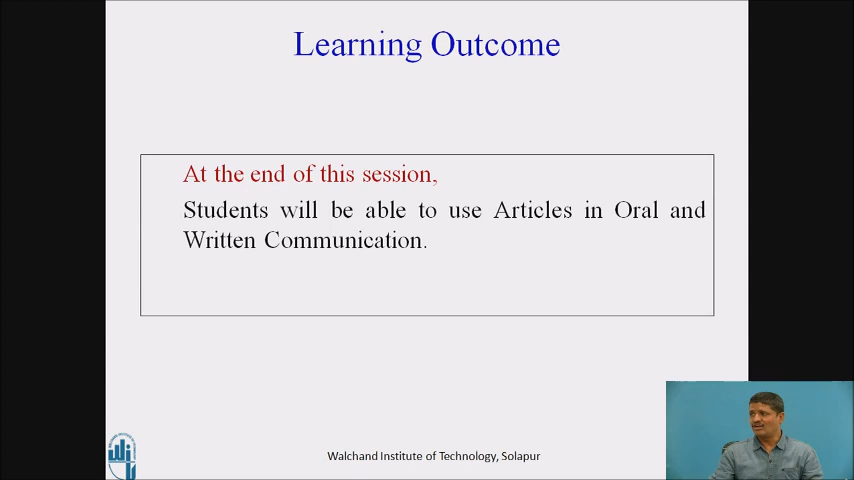 Learning Outcome
At the end of this session,
Students will be able to use Articles in Oral and
Written Communication.
Walchand Institute of Technology, Solapur